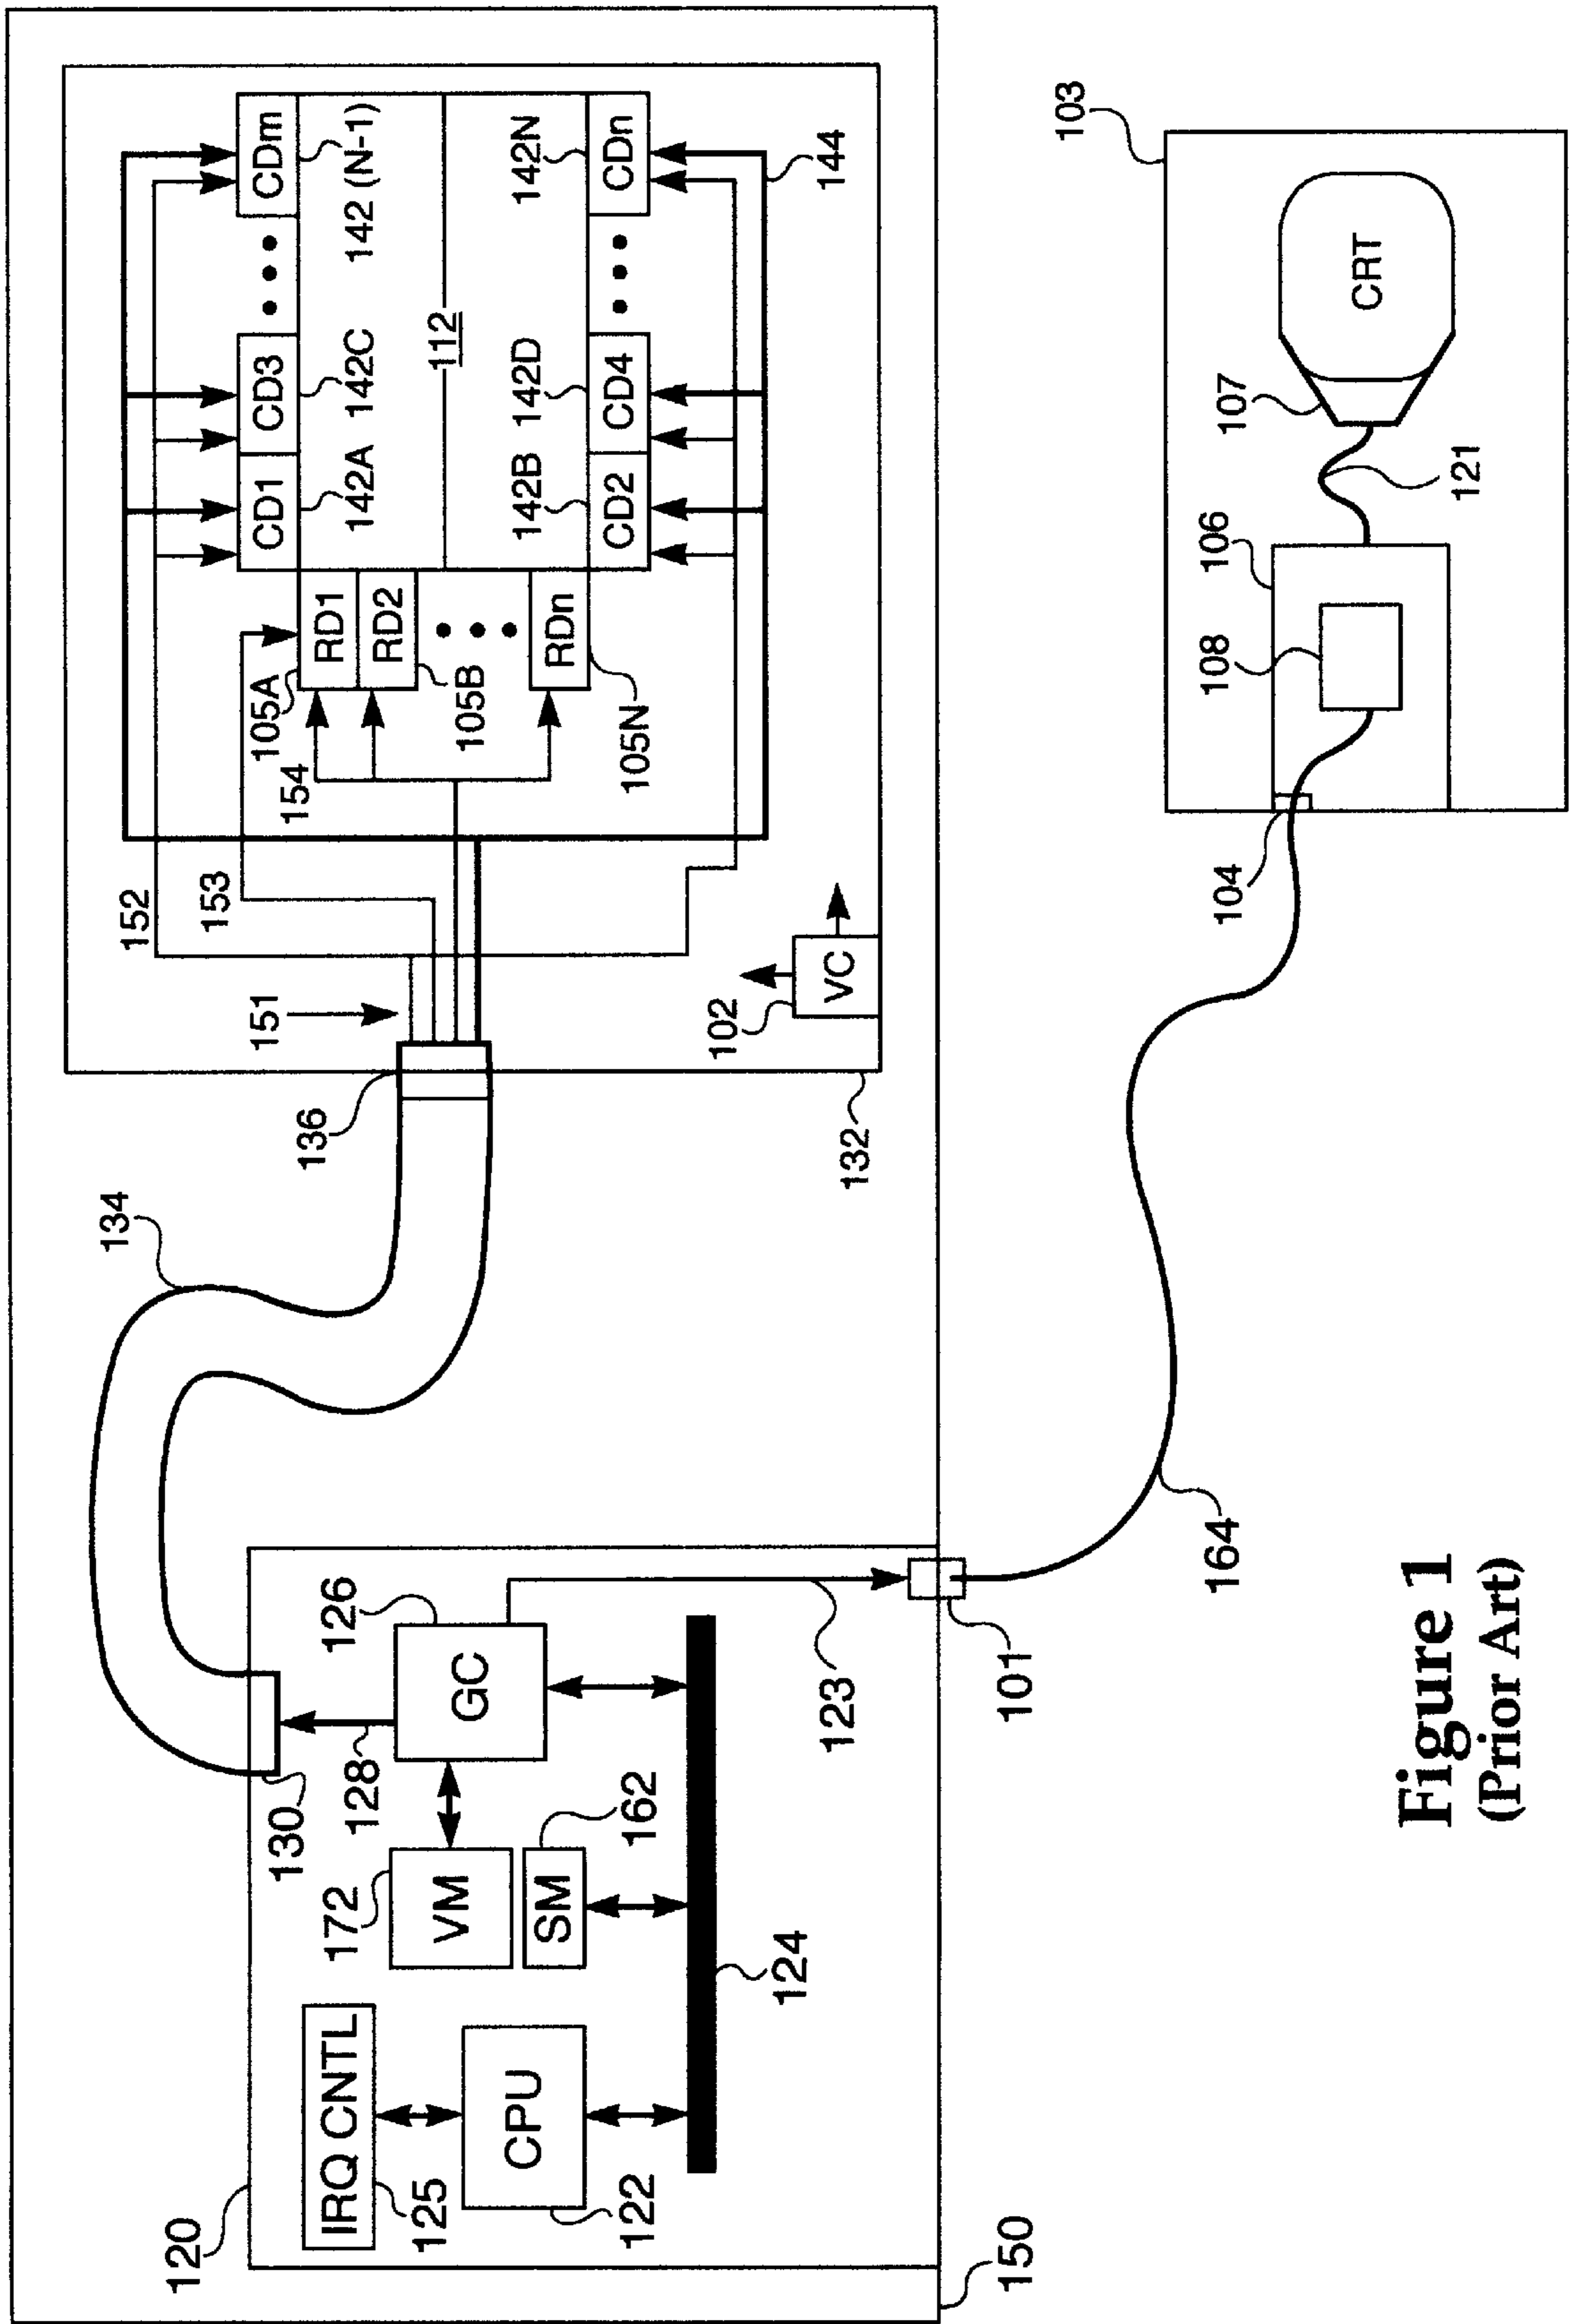 120
IRQ CNTL
125
CPU
122
172
VM
SM
162
130
128
126
GC
124
123
101
150
134
136
151
152
153
154
105A
RD1
RD2
105B
RDn
105N
CD1
CD3
CDm
142A
142C
142 (N-1)
112
142B
142D
142N
CD2
CD4
CDn
144
102
VC
132
164
104
108
106
121
107
CRT
103
Figure 1
(Prior Art)